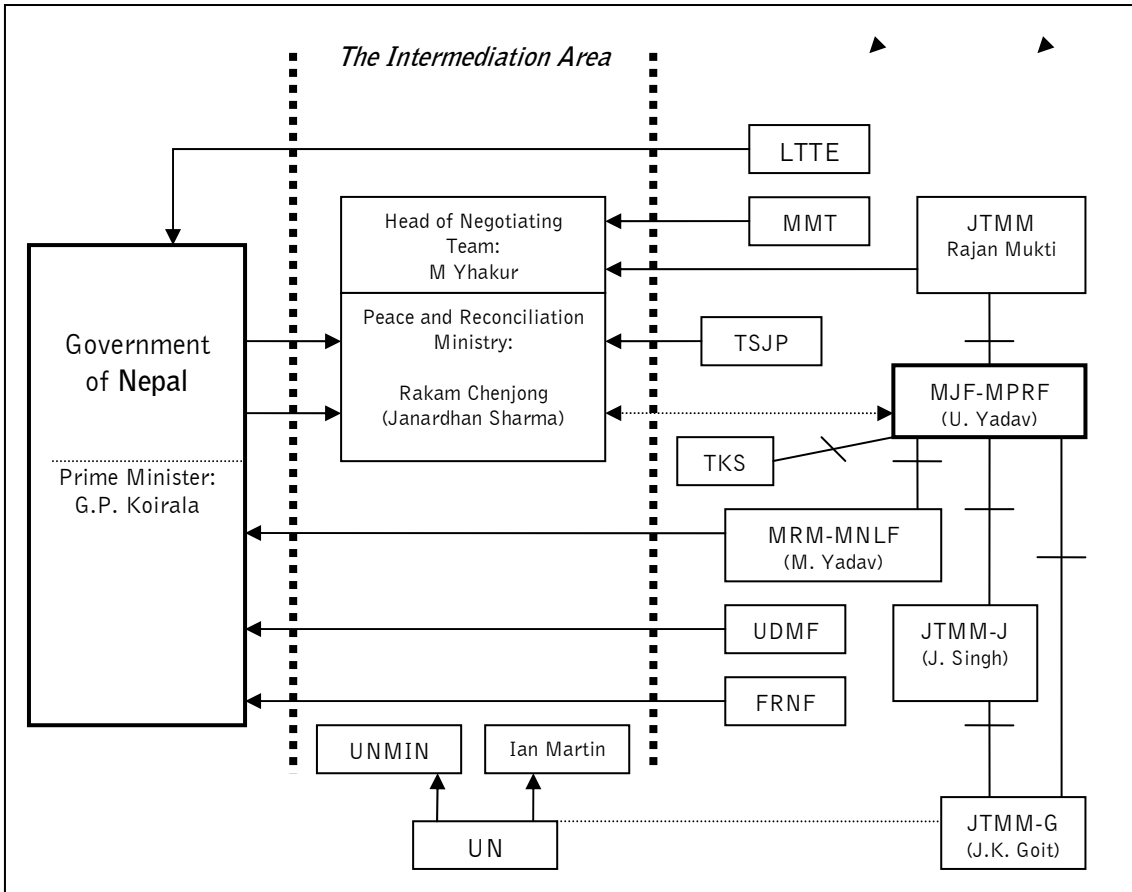 The Intermediation Area
LTTE
Head of Negotiating
Team:
M Yhakur
MMT
JTMM
Rajan Mukti
Government
of Nepal
Prime Minister:
G.P. Koirala
Peace and Reconciliation
Ministry:
Rakam Chenjong
(Janardhan Sharma)
TSJP
MJF-MPRF
(U. Yadav)
TKS
MRM-MNLF
(M. Yadav)
UDMF
JTMM-J
(J. Singh)
FRNF
UNMIN
Ian Martin
UN
JTMM-G
(J.K. Goit)